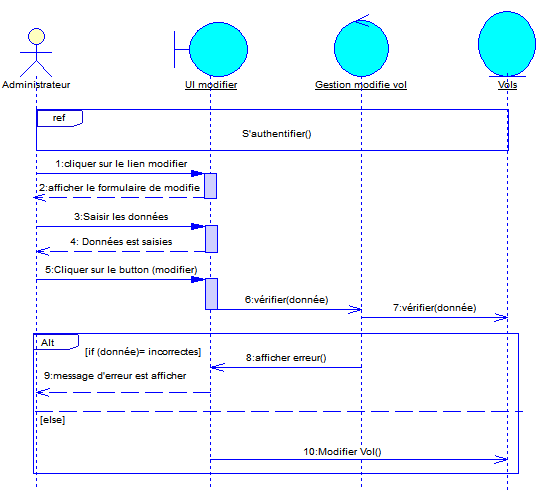 Administrateur
UI modifier
Gestion modifie vol
Vols
ref
S'authentifier()
1:cliquer sur le lien modifier
2:afficher le formulaire de modifie
3:Saisir les données
4: Données est saisies
5:Cliquer sur le button (modifier)
6:vérifier(donnée)
7:vérifier(donnée)
Alt
[if (donnée)= incorrectes]
8:afficher erreur()
9:message d'erreur est afficher
[else]
10:Modifier Vol()